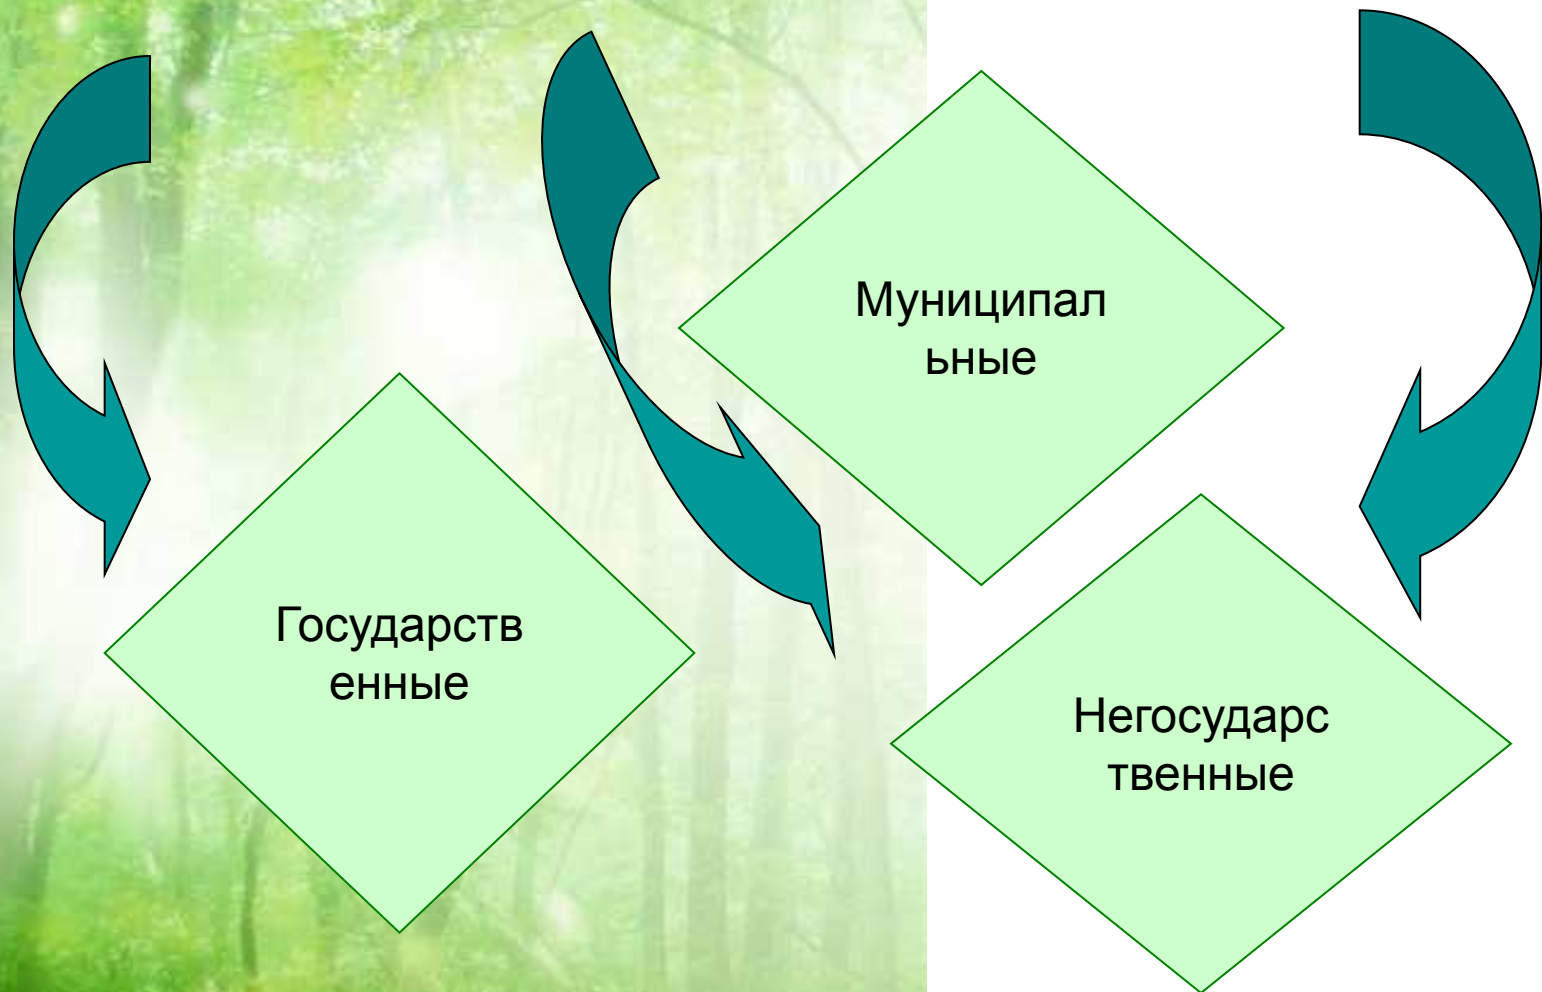 Муниципал
ьные
Государств
енные
Негосударс
твенные